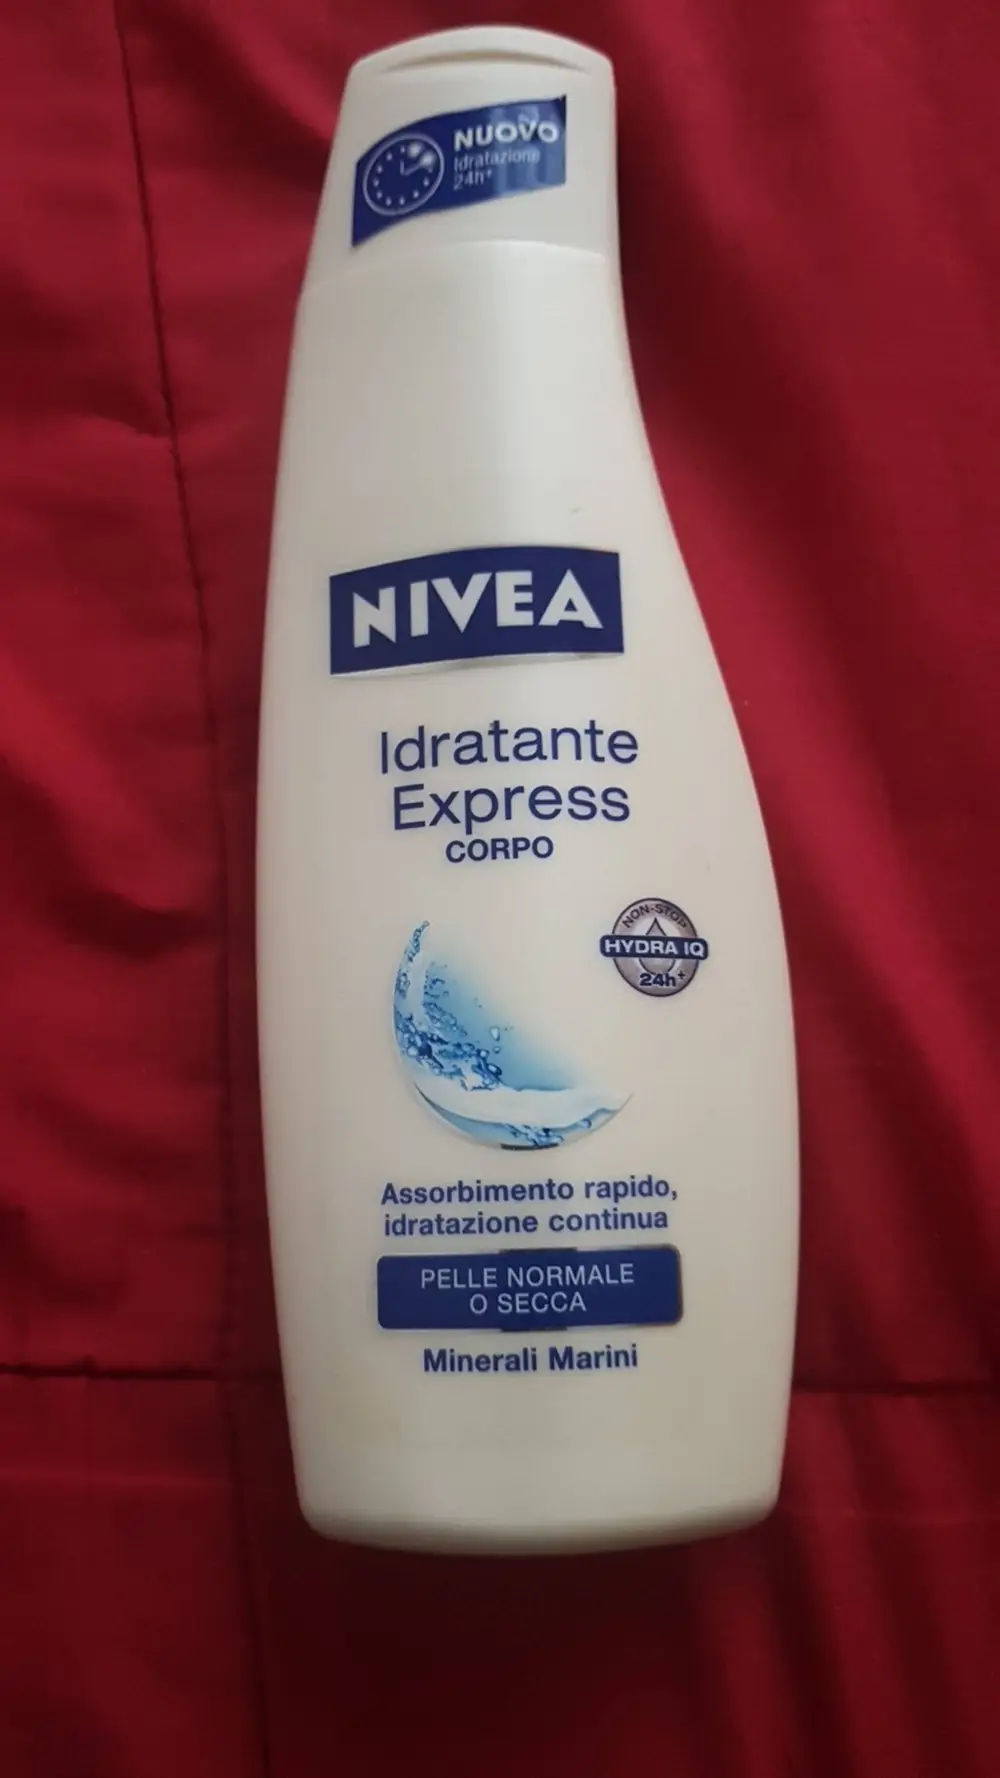 NUOVO
Idratazione
24h+
NIVEA
Idratante
Express
CORPO
NON-STOP
HYDRA IQ
24h+
Assorbimento rapido,
idratazione continua
PELLE NORMALE
O SECCA
Minerali Marini